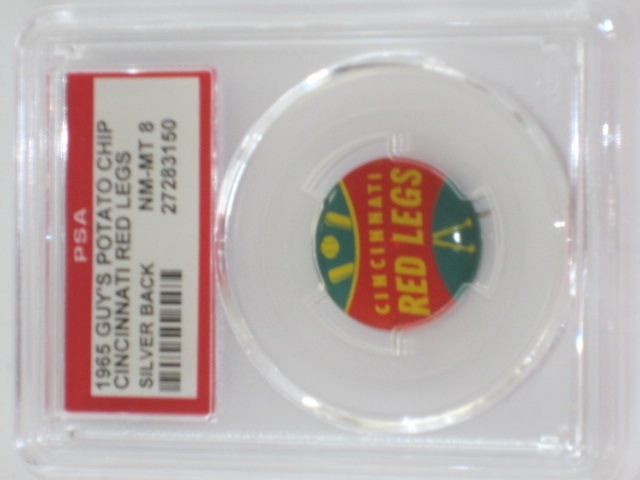 PSA
1965 GUY'S POTATO CHIP
CINCINNATI RED LEGS
SILVER BACK NM-MT 8
27283150
CINCINNATI
RED LEGS